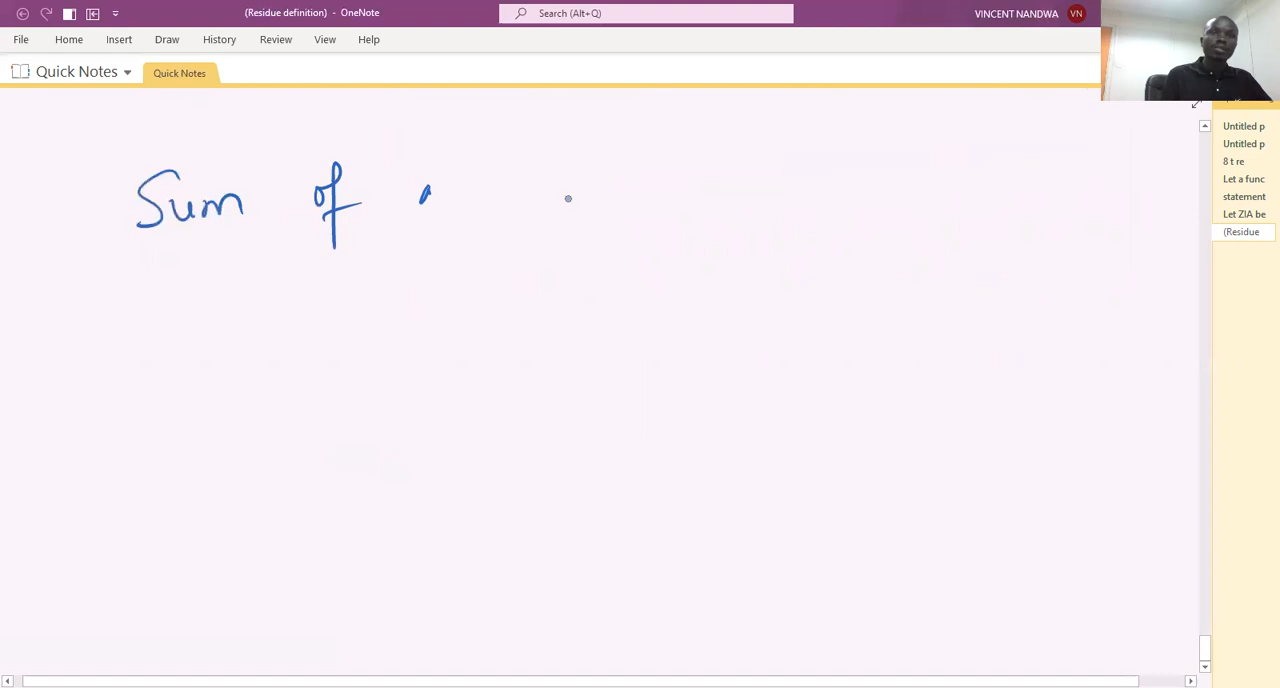 (Residue definition) - OneNote
Search (Alt+Q)
VINCENT NANDWA VN
File Home Insert Draw History Review View Help
Quick Notes
Quick Notes
Untitled p
Untitled p
8 t re
Let a func
statement
Let ZIA be
(Residue
Sum of